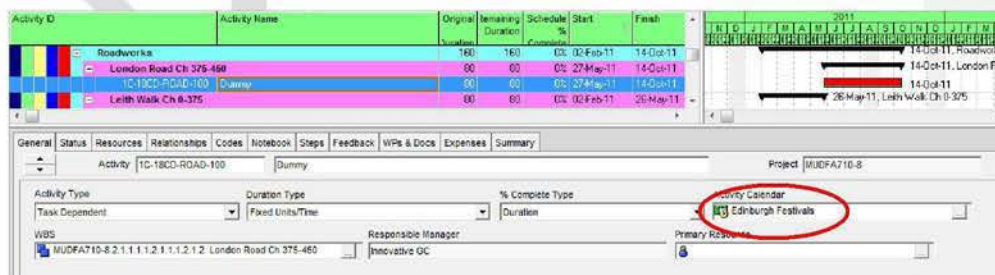 Activity ID Activity Name Original Remaining Schedule Start Finish
Duration Duration %
Complete
2011
N D J F M A M J J A S O N D J F M
Roadworks 160 160 0% 02-Feb-11 14-Oct-11 14-Oct-11, Roadwor
London Road Ch 375-450 80 80 0% 27-May-11 14-Oct-11 14-Oct-11, London R
1C-18CD-ROAD-100 Dummy 80 80 0% 27-May-11 14-Oct-11 14-Oct-11
Leith Walk Ch 0-375 80 80 0% 02-Feb-11 26-May-11 26-May-11, Leith Walk Ch 0-375
General Status Resources Relationships Codes Notebook Steps Feedback WPs & Docs Expenses Summary
Activity 1C-18CD-ROAD-100 Dummy Project MUDFA710-8
Activity Type Duration Type % Complete Type Activity Calendar
Task Dependent Fixed Units/Time Duration Edinburgh Festivals
WBS Responsible Manager Primary Resource
MUDFA710-8.2.1.1.1.1.2.1.1.1.2.1.2 London Road Ch 375-450 Innovative GC